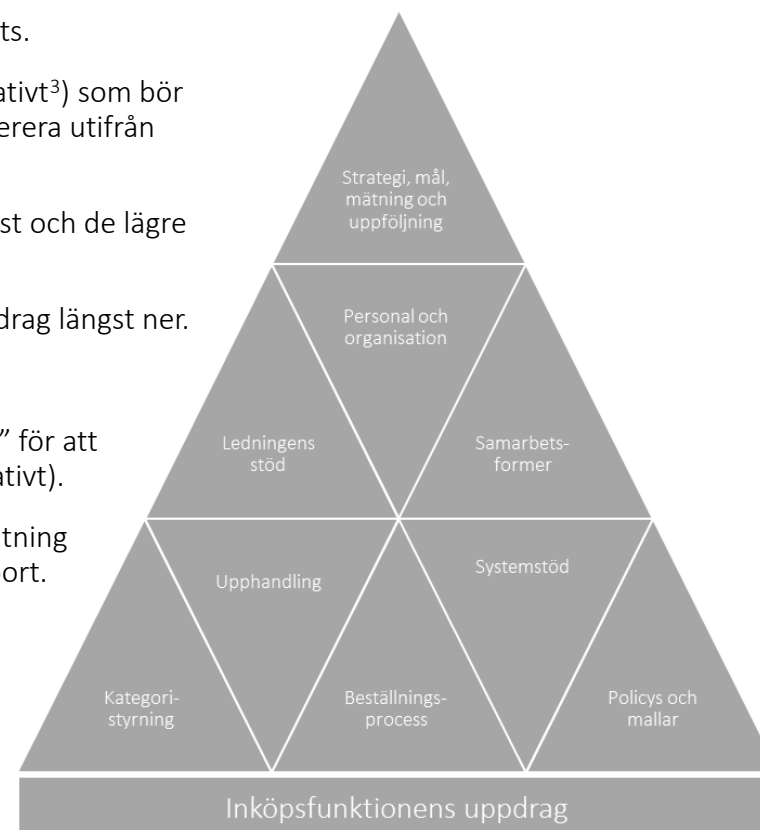 ts.
ativt³) som bör
erera utifrån
st och de lägre
drag längst ner.
” för att
ativt).
tning
ort.
Strategi, mål,
mätning och
uppföljning
Personal och
organisation
Ledningens
stöd
Samarbets-
former
Upphandling
Systemstöd
Kategori-
styrning
Beställnings-
process
Policys och
mallar
Inköpsfunktionens uppdrag